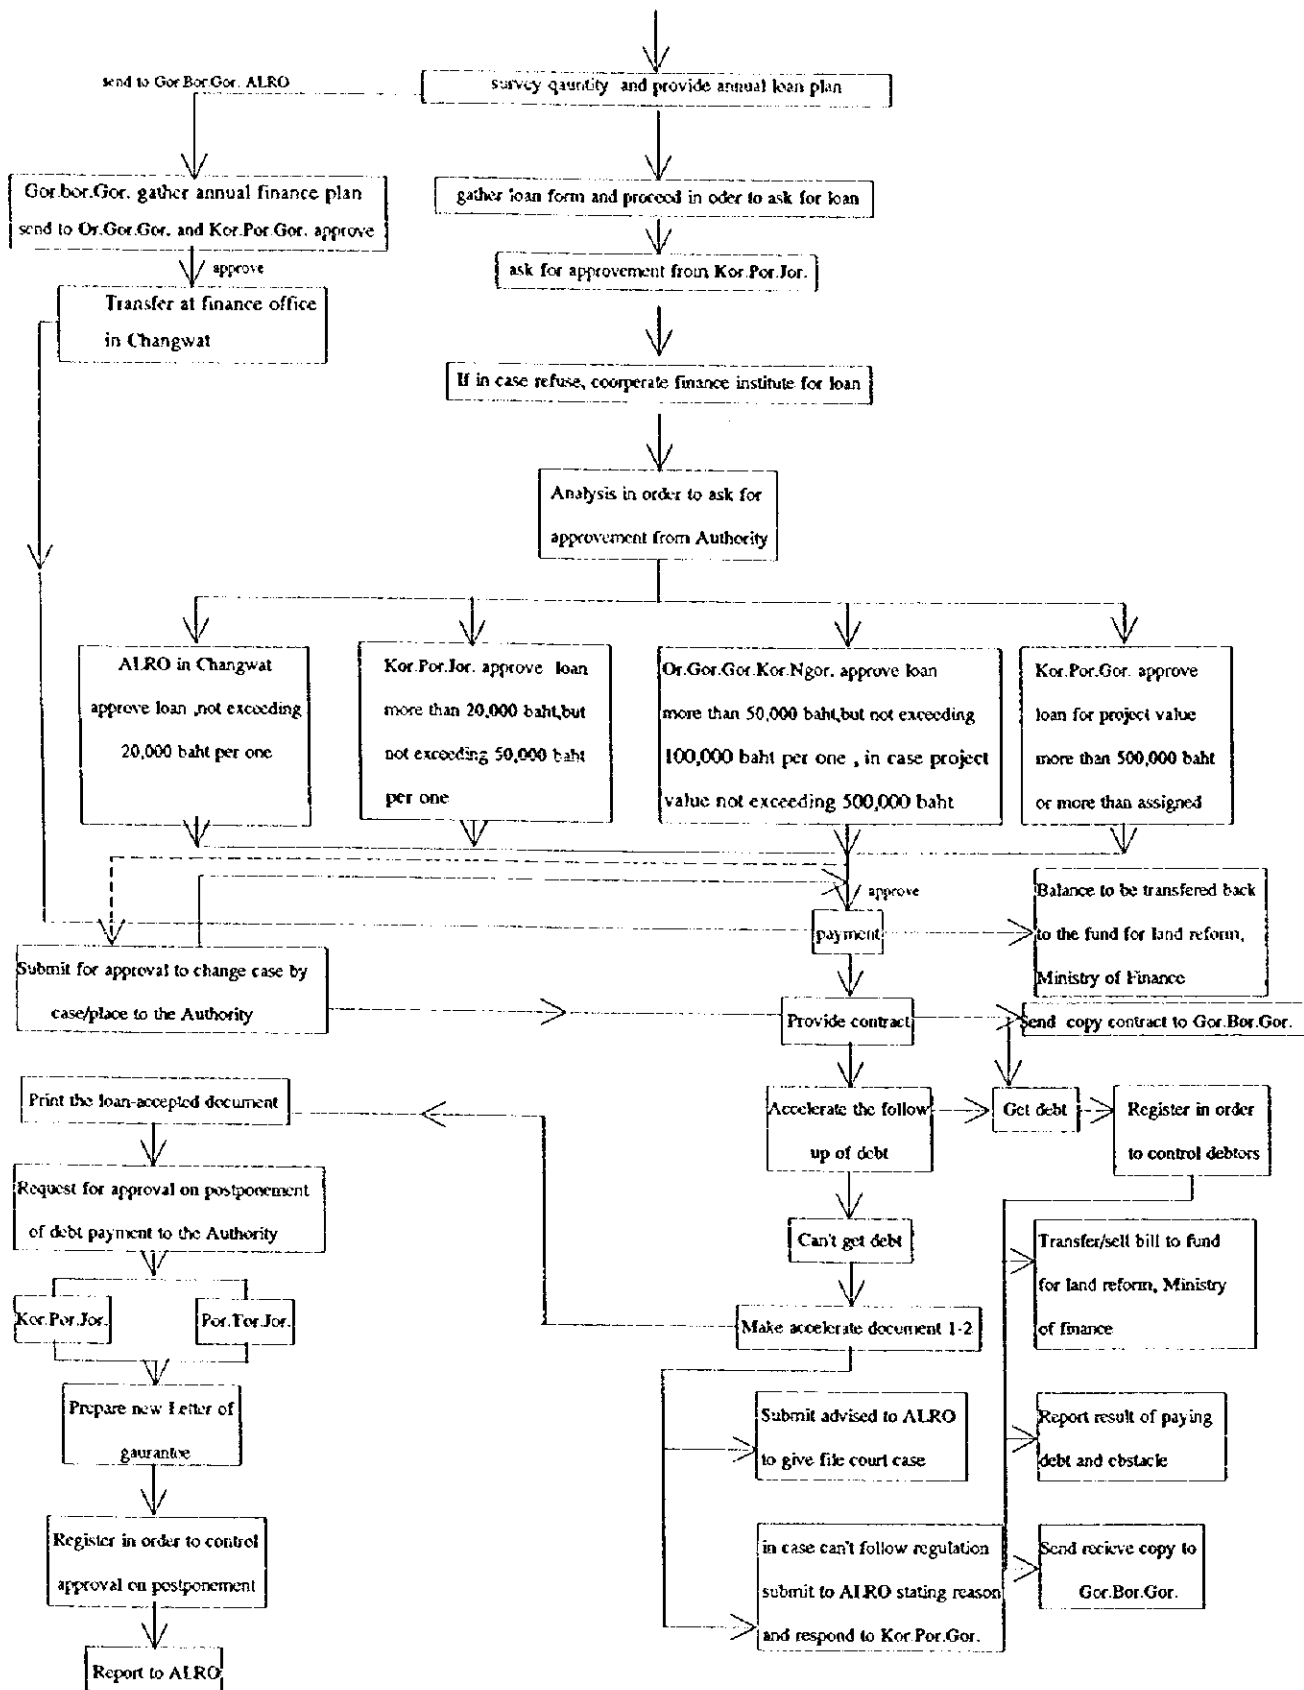 send to Gor.Bor.Gor. ALRO
survey qauntity and provide annual loan plan
Gor.bor.Gor. gather annual finance plan
send to Or.Gor.Gor. and Kor.Por.Gor. approve
gather loan form and proceed in oder to ask for loan
approve
ask for approvement from Kor.Por.Jor.
Transfer at finance office
in Changwat
If in case refuse, coorperate finance institute for loan
Analysis in order to ask for
approvement from Authority
ALRO in Changwat
approve loan ,not exceeding
20,000 baht per one
Kor.Por.Jor. approve loan
more than 20,000 baht,but
not exceeding 50,000 baht
per one
Or.Gor.Gor.Kor.Ngor. approve loan
more than 50,000 baht,but not exceeding
100,000 baht per one , in case project
value not exceeding 500,000 baht
Kor.Por.Gor. approve
loan for project value
more than 500,000 baht
or more than assigned
approve
payment
Balance to be transfered back
to the fund for land reform,
Ministry of Finance
Submit for approval to change case by
case/place to the Authority
Provide contract
Send copy contract to Gor.Bor.Gor.
Print the loan-accepted document
Accelerate the follow
up of debt
Get debt
Register in order
to control debtors
Request for approval on postponement
of debt payment to the Authority
Can't get debt
Transfer/sell bill to fund
for land reform, Ministry
of finance
Kor.Por.Jor.
Por.Tor.Jor.
Make accelerate document 1-2
Prepare new Letter of
gaurantee
Submit advised to ALRO
to give file court case
Report result of paying
debt and obstacle
Register in order to control
approval on postponement
in case can't follow regulation
submit to ALRO stating reason
and respond to Kor.Por.Gor.
Send recieve copy to
Gor.Bor.Gor.
Report to ALRO